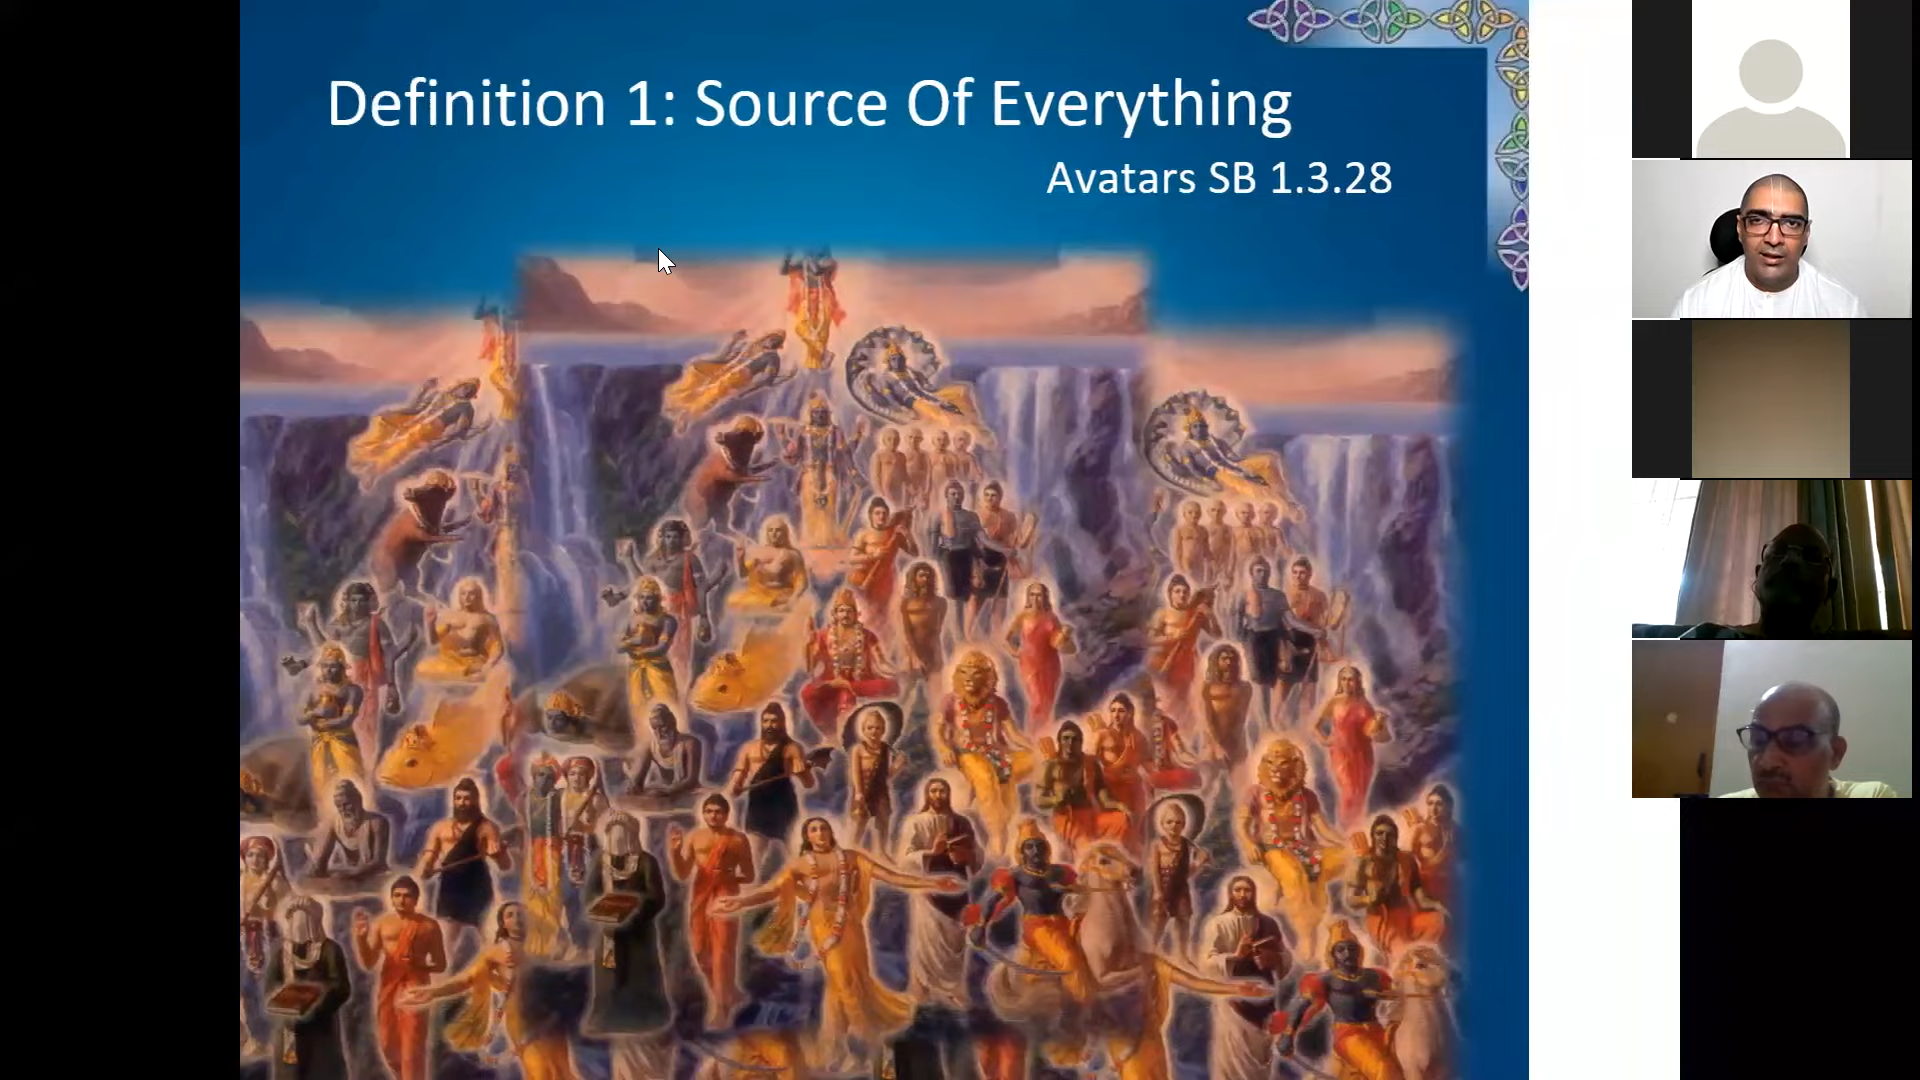 Definition 1: Source Of Everything
Avatars SB 1.3.28